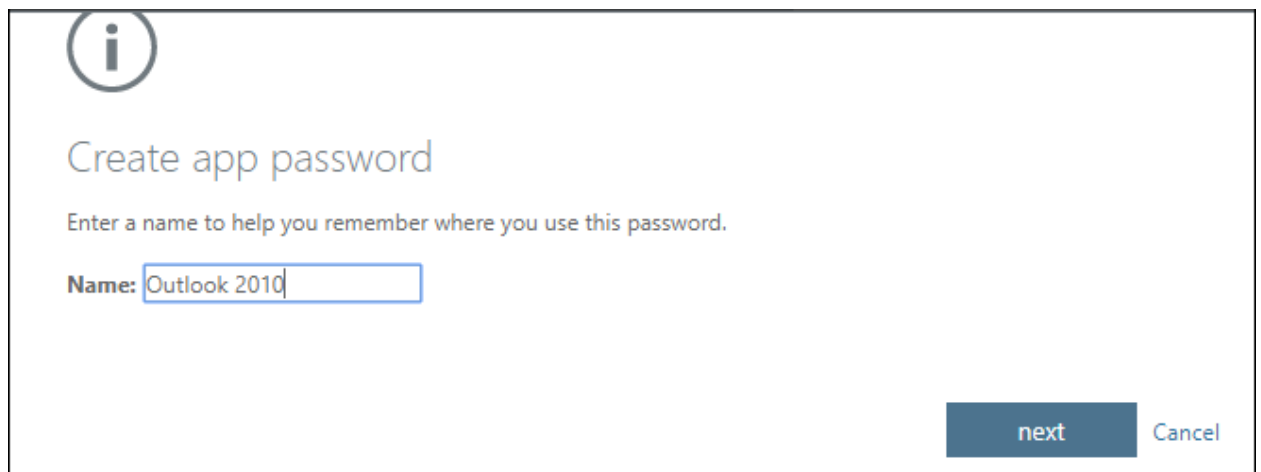 Create app password
Enter a name to help you remember where you use this password.
Name: Outlook 2010
next Cancel